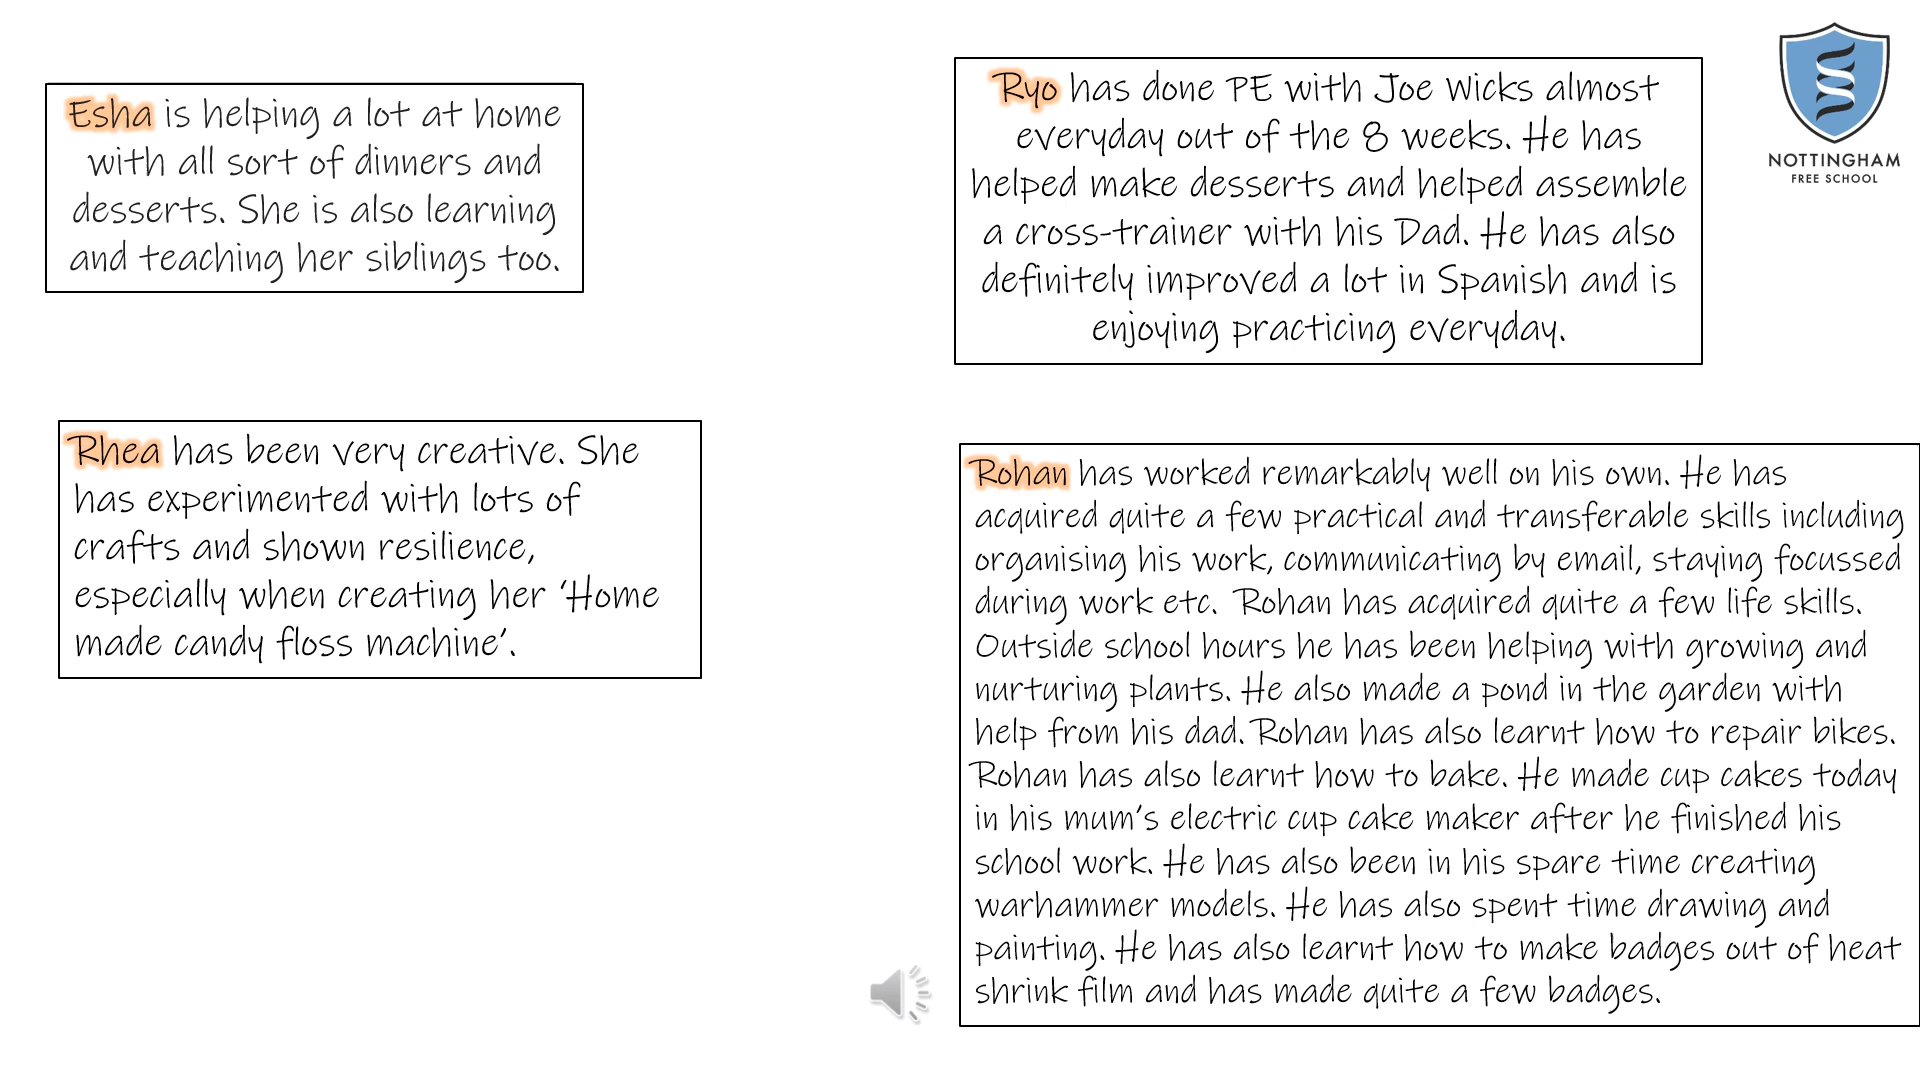 Esha is helping a lot at home
with all sort of dinners and
desserts. She is also learning
and teaching her siblings too.
Rhea has been very creative. She
has experimented with lots of
crafts and shown resilience,
especially when creating her ‘Home
made candy floss machine’.
Ryo has done PE with Joe Wicks almost
everyday out of the 8 weeks. He has
helped make desserts and helped assemble
a cross-trainer with his Dad. He has also
definitely improved a lot in Spanish and is
enjoying practicing everyday.
NOTTINGHAM
FREE SCHOOL
Rohan has worked remarkably well on his own. He has
acquired quite a few practical and transferable skills including
organising his work, communicating by email, staying focussed
during work etc. Rohan has acquired quite a few life skills.
Outside school hours he has been helping with growing and
nurturing plants. He also made a pond in the garden with
help from his dad. Rohan has also learnt how to repair bikes.
Rohan has also learnt how to bake. He made cup cakes today
in his mum’s electric cup cake maker after he finished his
school work. He has also been in his spare time creating
warhammer models. He has also spent time drawing and
painting. He has also learnt how to make badges out of heat
shrink film and has made quite a few badges.